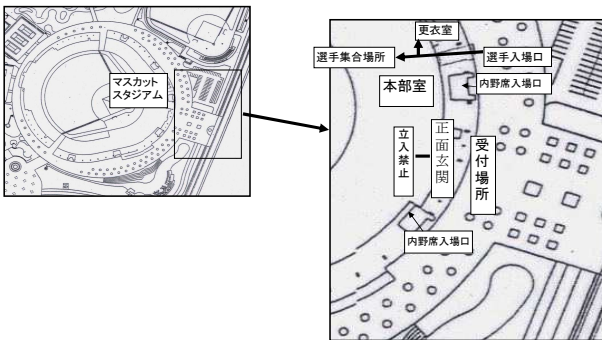 マスカット
スタジアム
更衣室
選手集合場所
選手入場口
本部室
内野席入場口
立入禁止
正面玄関
受付場所
内野席入場口